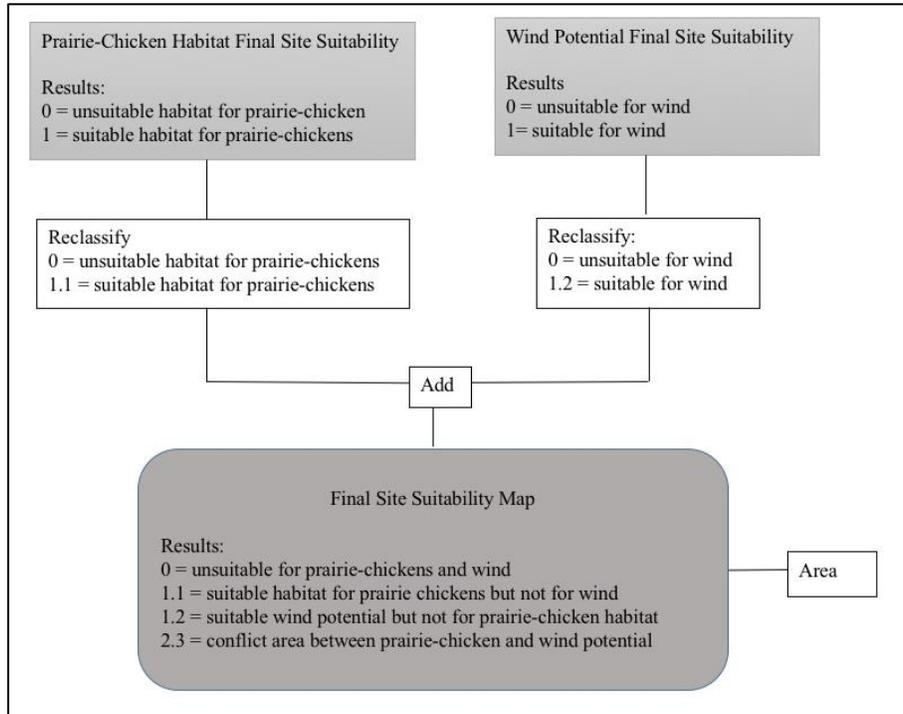 Prairie-Chicken Habitat Final Site Suitability
Results:
0 = unsuitable habitat for prairie-chicken
1 = suitable habitat for prairie-chickens
Wind Potential Final Site Suitability
Results
0 = unsuitable for wind
1= suitable for wind
Reclassify
0 = unsuitable habitat for prairie-chickens
1.1 = suitable habitat for prairie-chickens
Reclassify:
0 = unsuitable for wind
1.2 = suitable for wind
Add
Final Site Suitability Map
Results:
0 = unsuitable for prairie-chickens and wind
1.1 = suitable habitat for prairie chickens but not for wind
1.2 = suitable wind potential but not for prairie-chicken habitat
2.3 = conflict area between prairie-chicken and wind potential
Area